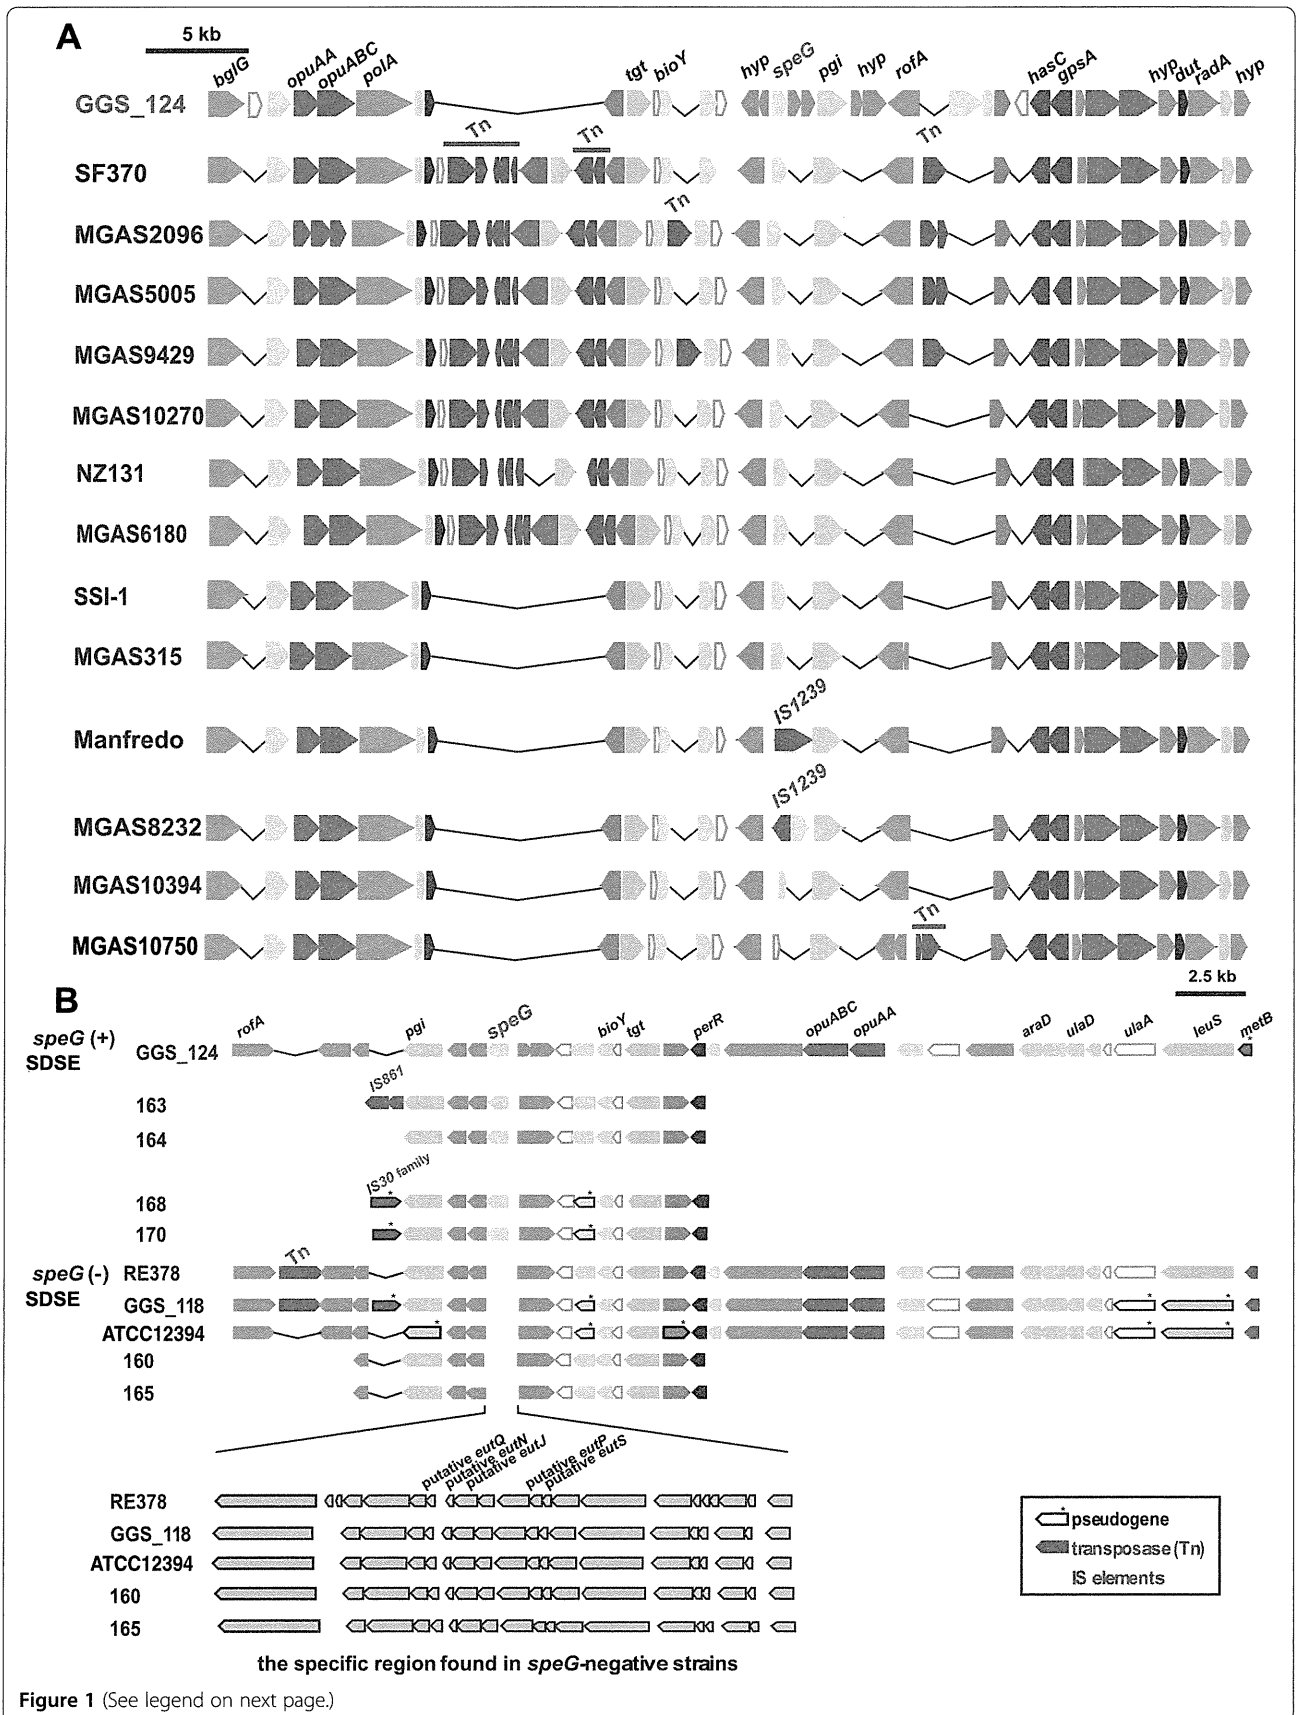 A
5 kb
bglG opuAA opuABC polA tgt bioY hyp speG pgi hyp rofA hasC gpsA hyp dut radA hyp
GGS_124
Tn Tn Tn
SF370
Tn
MGAS2096
MGAS5005
MGAS9429
MGAS10270
NZ131
MGAS6180
SSI-1
MGAS315
IS1239
Manfredo
IS1239
MGAS8232
MGAS10394
Tn
MGAS10750
2.5 kb
B
rofA pgi speG bioY tgt perR opuABC opuAA araD ulaD ulaA leuS metB
speG (+)
SDSE
GGS_124
IS861
163
164
IS30 family
168
170
Tn
speG (-)
SDSE
RE378
GGS_118
ATCC12394
160
165
putative eutQ
putative eutN
putative eutJ
putative eutP
putative eutS
RE378
GGS_118
ATCC12394
160
165
* pseudogene
transposase (Tn)
IS elements
the specific region found in speG-negative strains
Figure 1 (See legend on next page.)